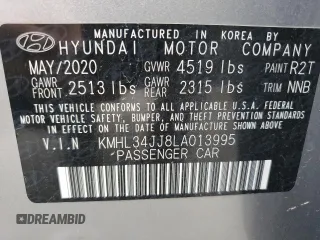 MADE IN KOREA BY
HYUNDAI MOTOR COMPANY
MAY/2020 GVWR 4519 lbs PAINT R2T
GAWR FRONT 2513 lbs GAWR REAR 2315 lbs TRIM NNB
THIS VEHICLE CONFORMS TO ALL APPLICABLE U.S.A. FEDERAL
MOTOR VEHICLE SAFETY, BUMPER, AND THEFT PREVENTION
STANDARDS IN EFFECT ON THE DATE OF MANUFACTURE SHOWN ABOVE.
V.I.N KMHL34JJ8LA013995
PASSENGER CAR
DREAMBID